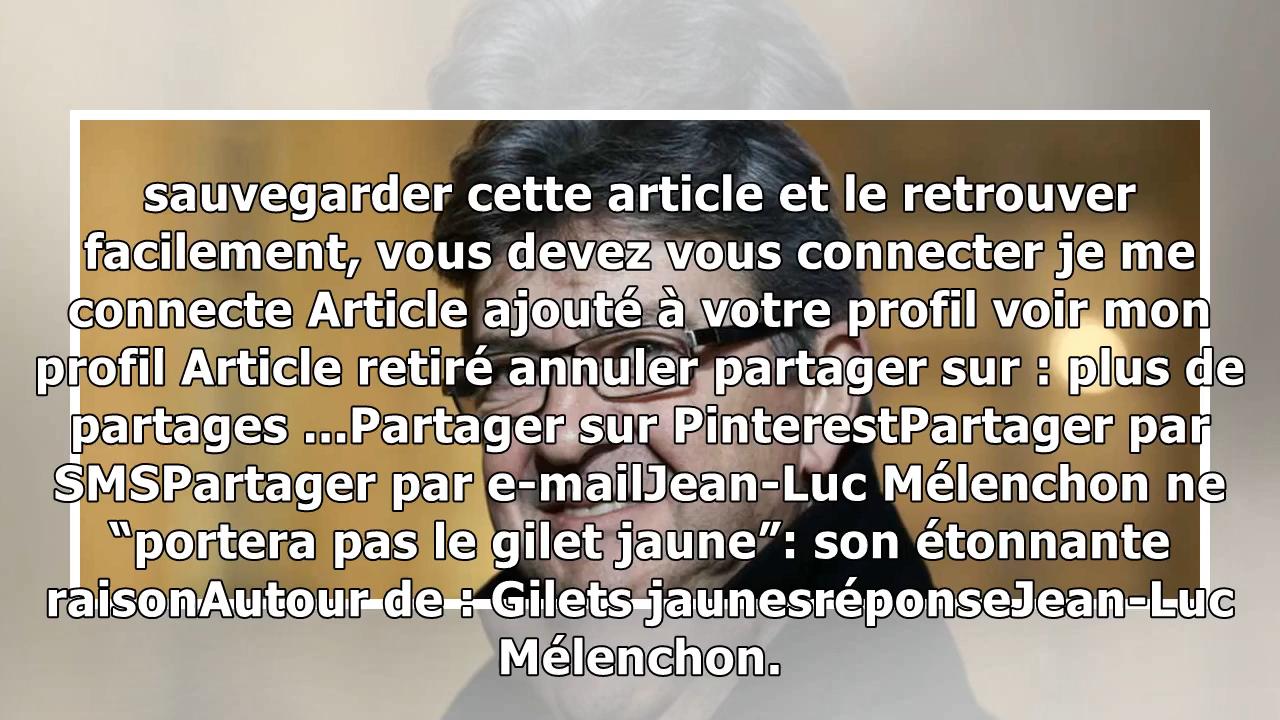 sauvegarder cette article et le retrouver
facilement, vous devez vous connecter je me
connecte Article ajouté à votre profil voir mon
profil Article retiré annuler partager sur : plus de
partages ...Partager sur PinterestPartager par
SMSPartager par e-mailJean-Luc Mélenchon ne
“portera pas le gilet jaune”: son étonnante
raisonAutour de : Gilets jaunesréponseJean-Luc
Mélenchon.